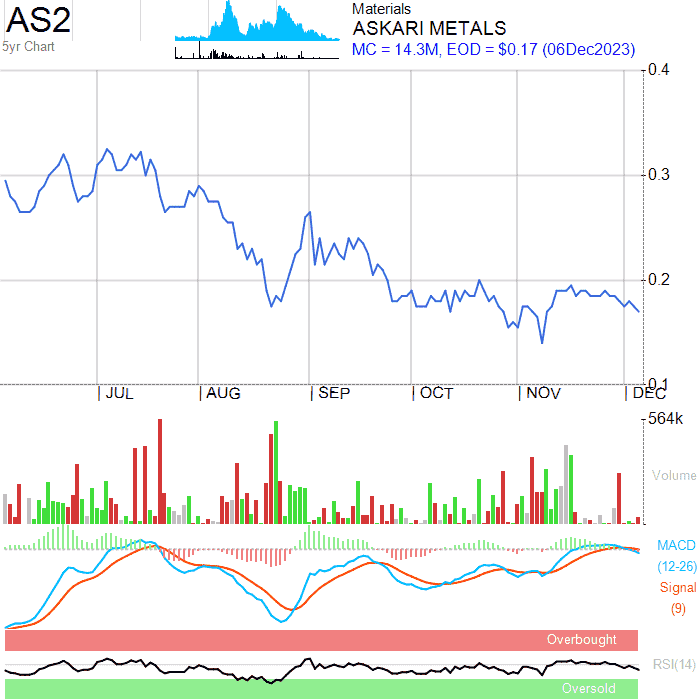 AS2
5yr Chart
Materials
ASKARI METALS
MC = 14.3M, EOD = $0.17 (06Dec2023)
0.4
0.3
0.2
0.1
JUL AUG SEP OCT NOV DEC
564k
Volume
MACD
(12-26)
Signal
(9)
Overbought
RSI(14)
Oversold